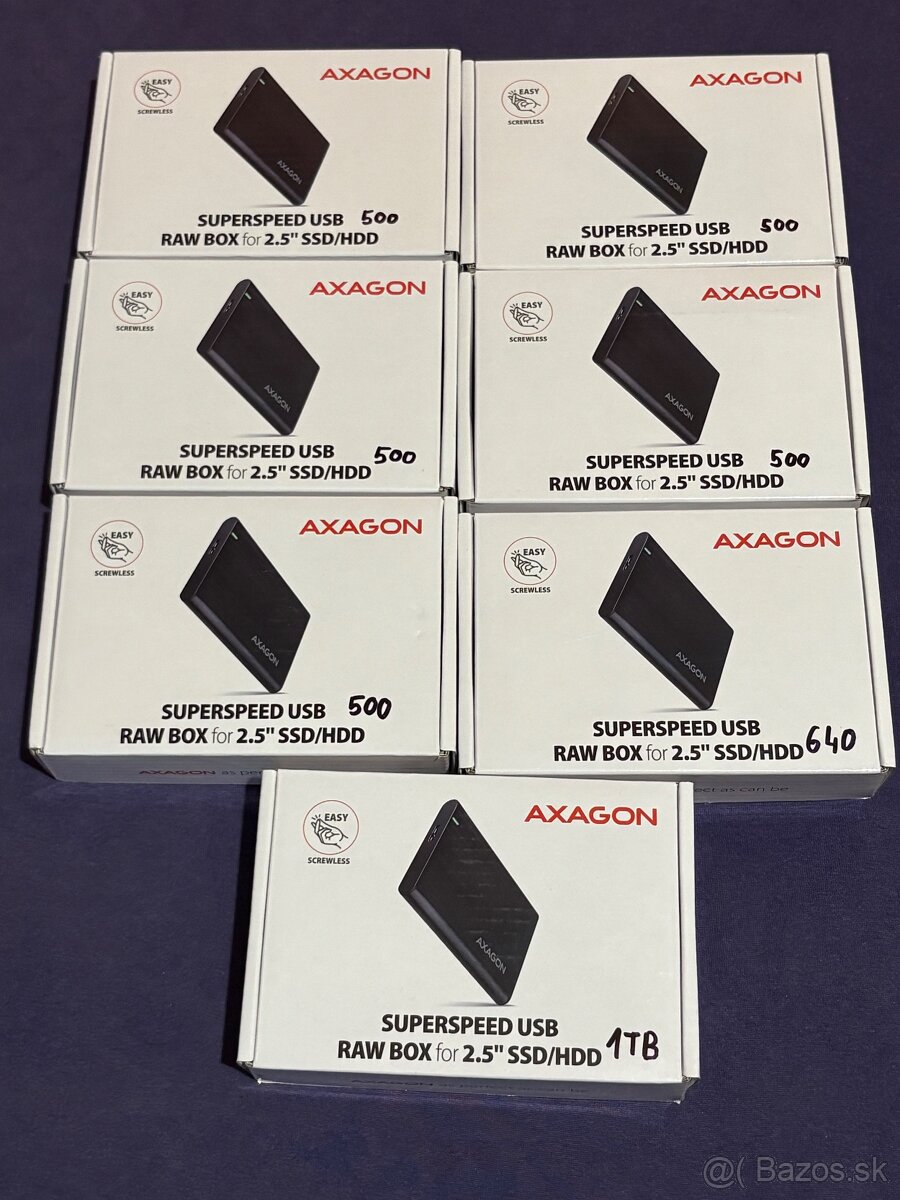 EASY
SCREWLESS
AXAGON
AXAGON
SUPERSPEED USB 500
RAW BOX for 2.5" SSD/HDD
EASY
SCREWLESS
AXAGON
AXAGON
SUPERSPEED USB 500
RAW BOX for 2.5" SSD/HDD
EASY
SCREWLESS
AXAGON
AXAGON
SUPERSPEED USB 500
RAW BOX for 2.5" SSD/HDD
EASY
SCREWLESS
AXAGON
AXAGON
SUPERSPEED USB 500
RAW BOX for 2.5" SSD/HDD
EASY
SCREWLESS
AXAGON
AXAGON
SUPERSPEED USB 500
RAW BOX for 2.5" SSD/HDD
AXAGON as
EASY
SCREWLESS
AXAGON
AXAGON
SUPERSPEED USB
RAW BOX for 2.5" SSD/HDD 640
as can be
EASY
SCREWLESS
AXAGON
AXAGON
SUPERSPEED USB
RAW BOX for 2.5" SSD/HDD 1TB
@( Bazos.sk